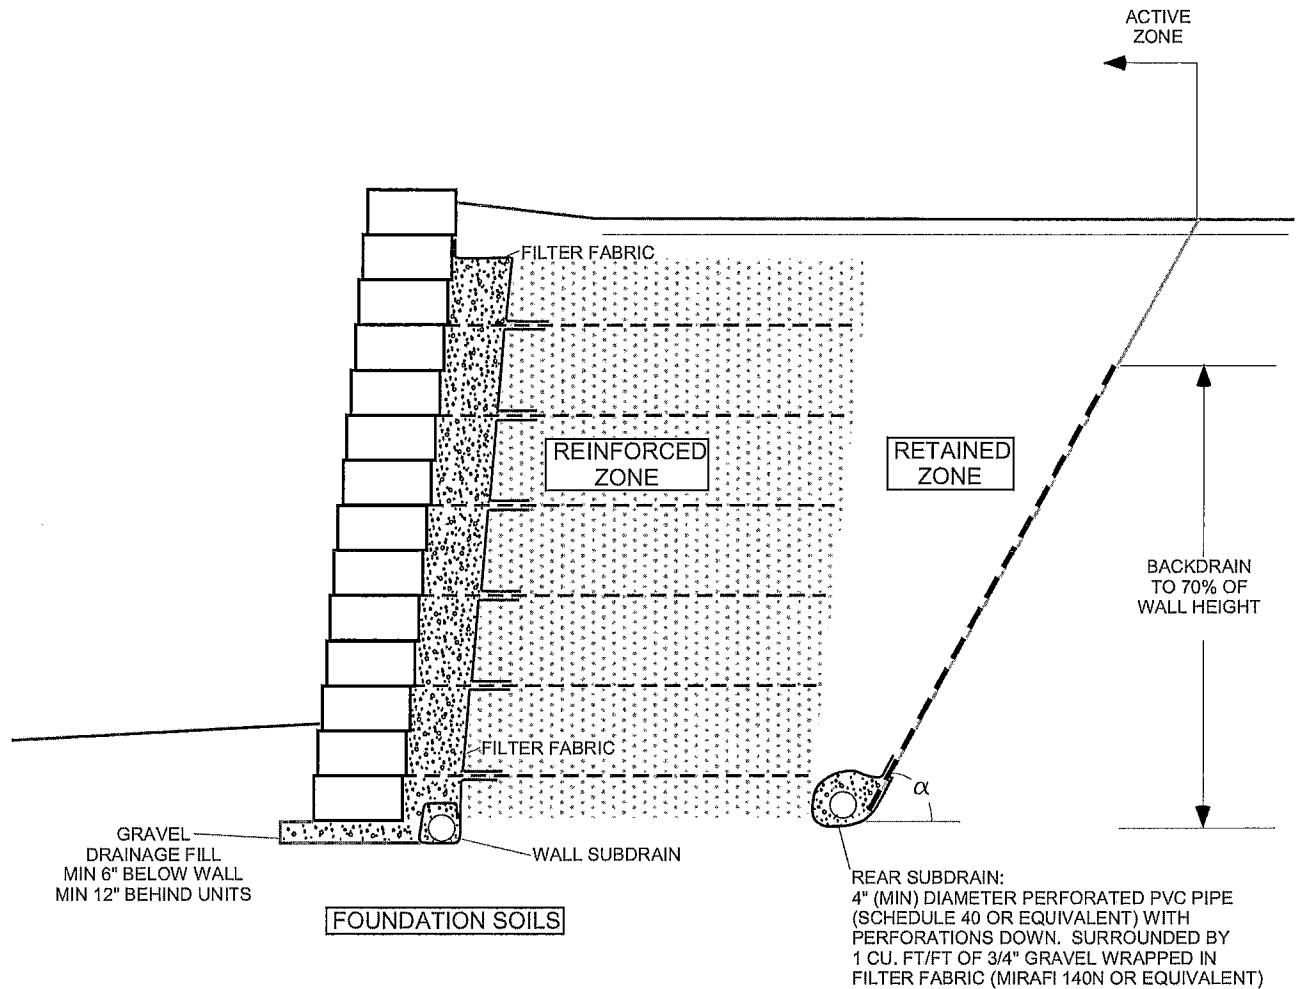 ACTIVE
ZONE
FILTER FABRIC
REINFORCED
ZONE
RETAINED
ZONE
BACKDRAIN
TO 70% OF
WALL HEIGHT
FILTER FABRIC
α
GRAVEL
DRAINAGE FILL
MIN 6" BELOW WALL
MIN 12" BEHIND UNITS
WALL SUBDRAIN
REAR SUBDRAIN:
4" (MIN) DIAMETER PERFORATED PVC PIPE
(SCHEDULE 40 OR EQUIVALENT) WITH
PERFORATIONS DOWN. SURROUNDED BY
1 CU. FT/FT OF 3/4" GRAVEL WRAPPED IN
FILTER FABRIC (MIRAFI 140N OR EQUIVALENT)
FOUNDATION SOILS